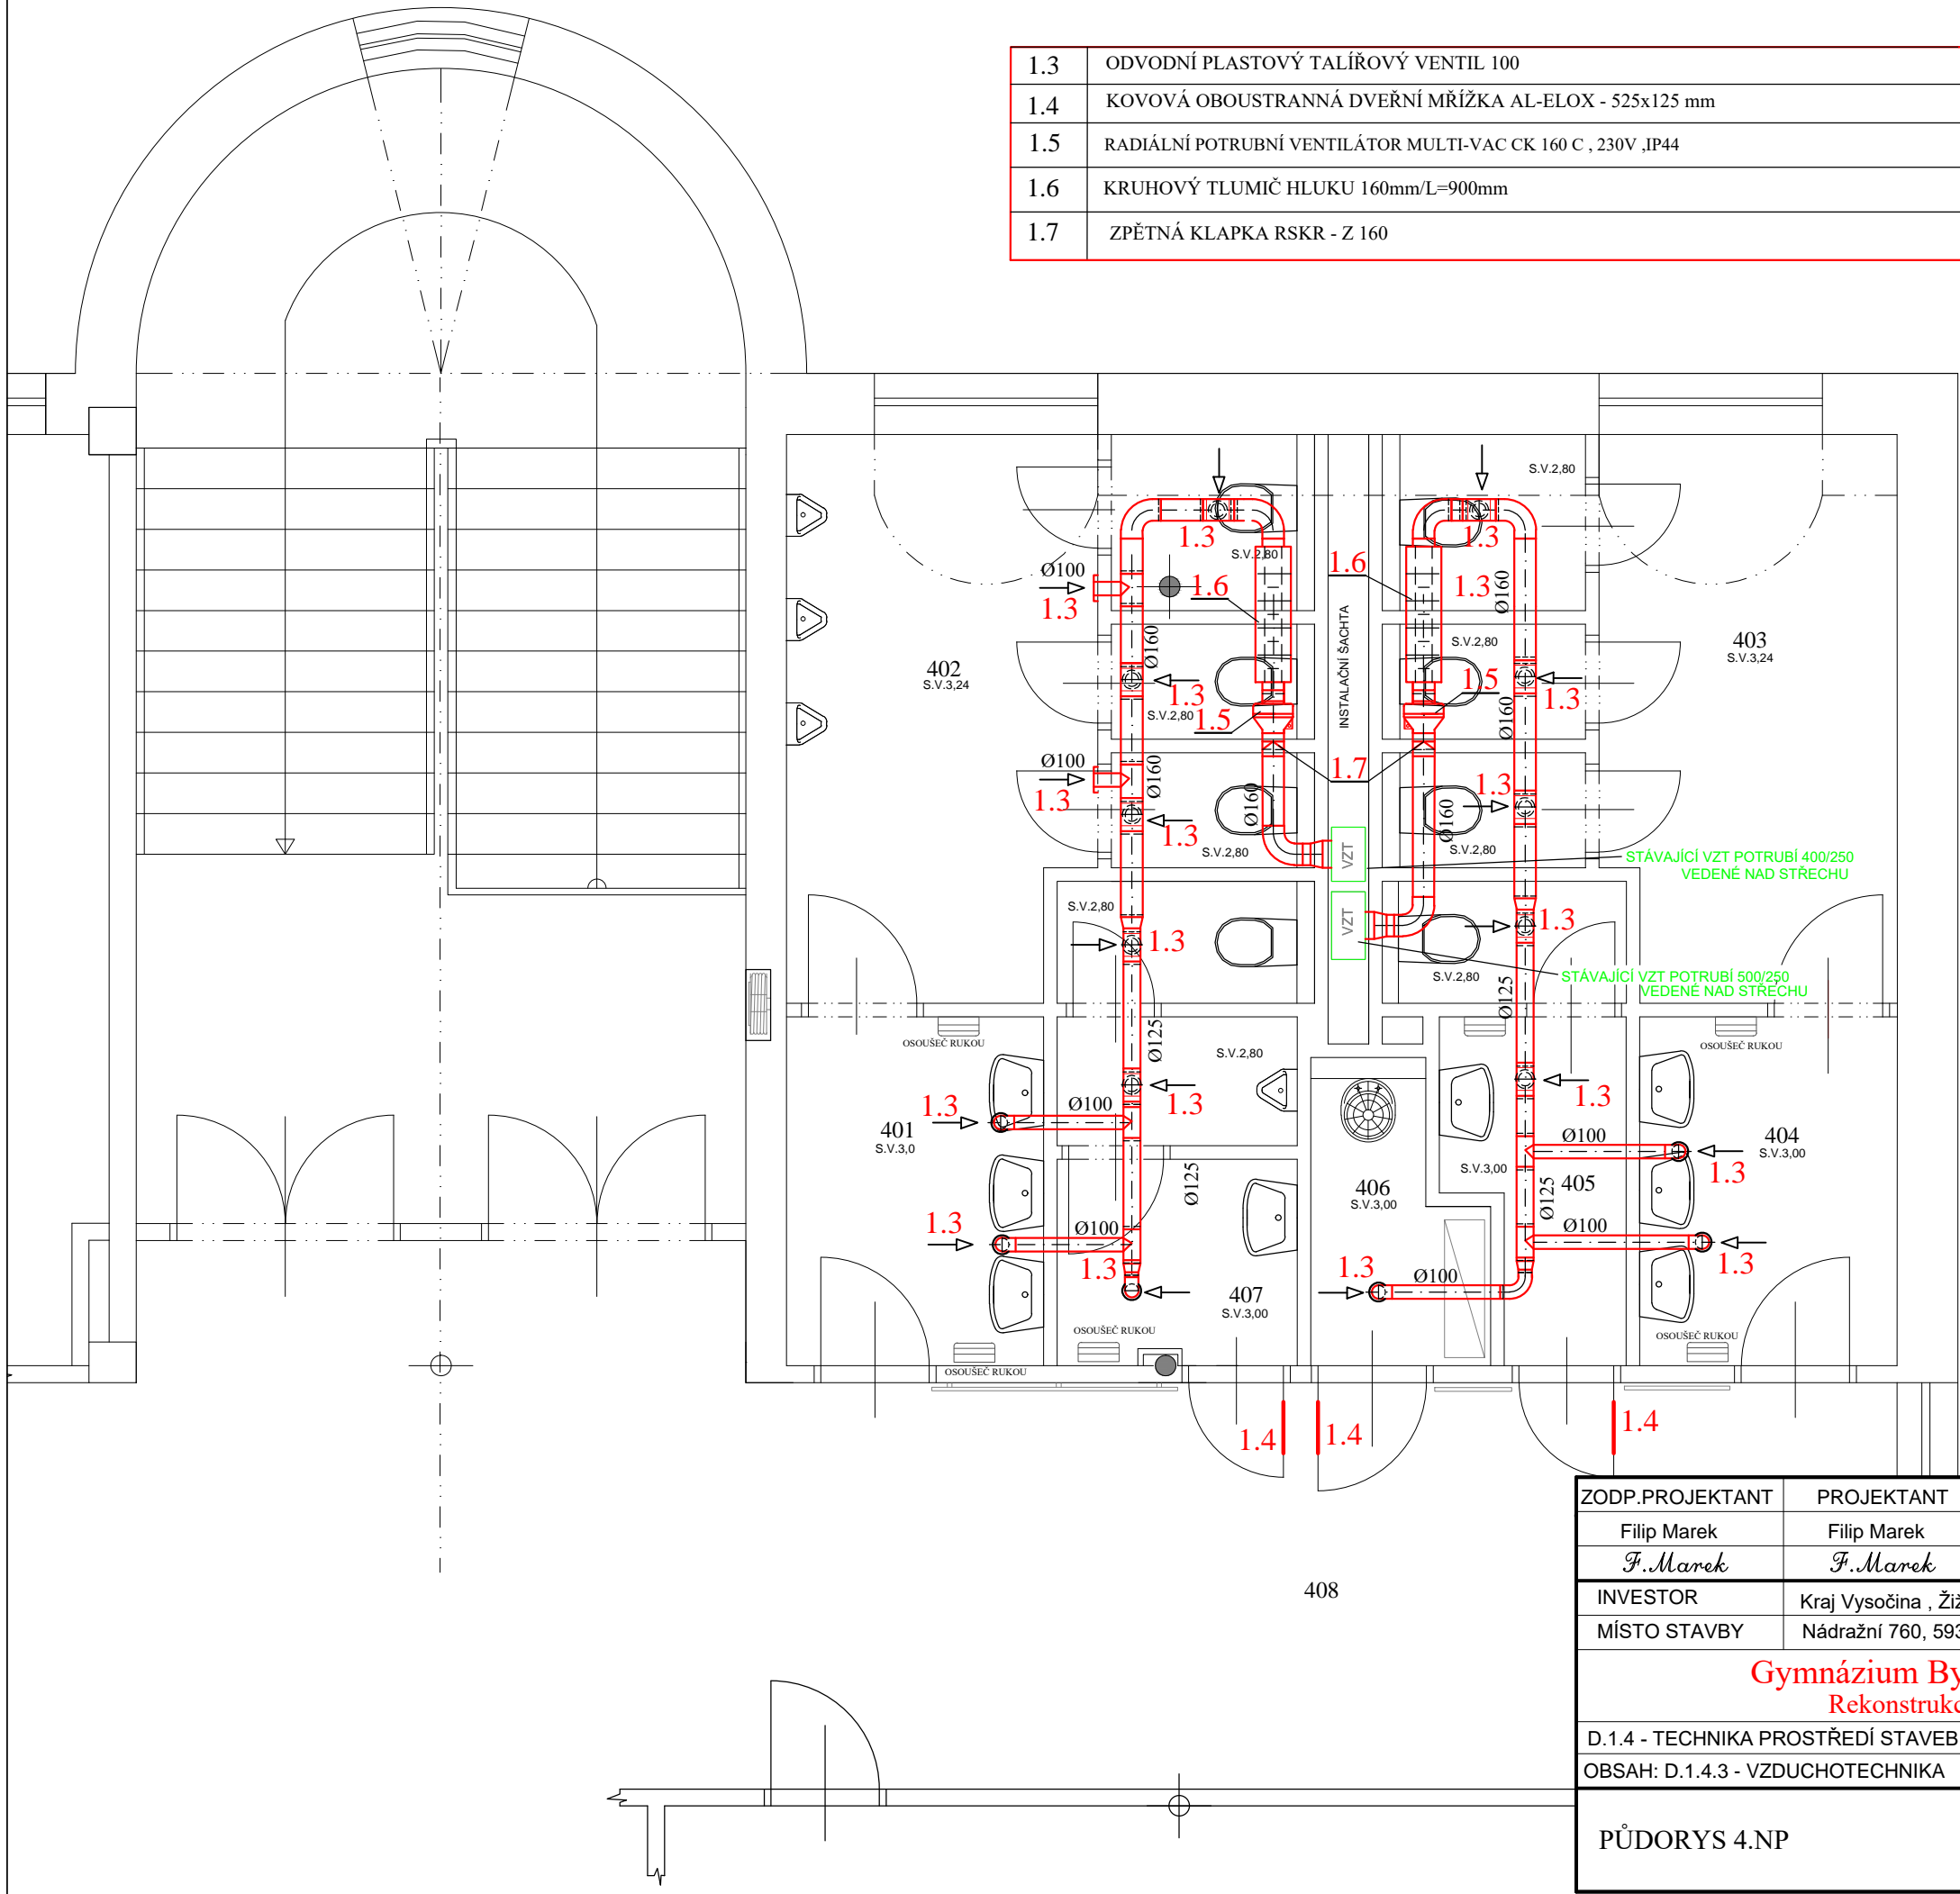 1.3 ODVODNÍ PLASTOVÝ TALÍŘOVÝ VENTIL 100
1.4 KOVOVÁ OBOUSTRANNÁ DVEŘNÍ MŘÍŽKA AL-ELOX - 525x125 mm
1.5 RADIÁLNÍ POTRUBNÍ VENTILÁTOR MULTI-VAC CK 160 C , 230V ,IP44
1.6 KRUHOVÝ TLUMIČ HLUKU 160mm/L=900mm
1.7 ZPĚTNÁ KLAPKA RSKR - Z 160
S.V.2,80
1.3
1.3
S.V.2,80
1.6
Ø100
1.3
1.6
1.3
Ø160
INSTALAČNÍ ŠACHTA
Ø160
S.V.2,80
402
S.V.3,24
403
S.V.3,24
1.3
1.5
1.3
S.V.2,80
1.5
Ø160
Ø100
1.3
Ø160
1.7
1.3
Ø160
Ø160
1.3
S.V.2,80
VZT
S.V.2,80
STÁVAJÍCÍ VZT POTRUBÍ 400/250
VEDENÉ NAD STŘECHU
S.V.2,80
VZT
1.3
1.3
S.V.2,80
STÁVAJÍCÍ VZT POTRUBÍ 500/250
VEDENÉ NAD STŘECHU
Ø125
OSOUŠEČ RUKOU
Ø125
S.V.2,80
OSOUŠEČ RUKOU
1.3
Ø100
1.3
1.3
401
S.V.3,0
Ø100
404
S.V.3,00
1.3
S.V.3,00
Ø125
406
S.V.3,00
Ø125
405
1.3
Ø100
Ø100
1.3
1.3
1.3
Ø100
407
S.V.3,00
OSOUŠEČ RUKOU
OSOUŠEČ RUKOU
OSOUŠEČ RUKOU
1.4
1.4
1.4
408
ZODP.PROJEKTANT PROJEKTANT
Filip Marek Filip Marek
F.Marek F.Marek
INVESTOR Kraj Vysočina , Žiž
MÍSTO STAVBY Nádražní 760, 593
Gymnázium By
Rekonstrukc
D.1.4 - TECHNIKA PROSTŘEDÍ STAVEB
OBSAH: D.1.4.3 - VZDUCHOTECHNIKA
PŮDORYS 4.NP